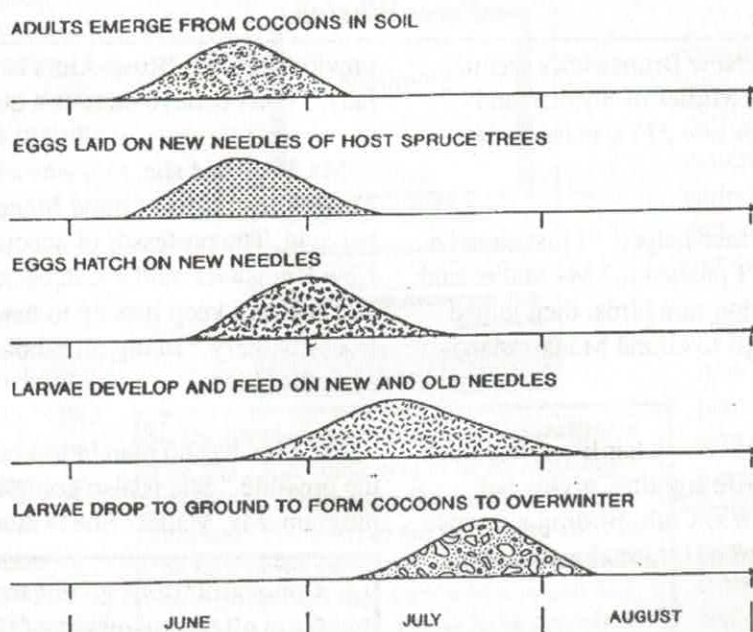 ADULTS EMERGE FROM COCOONS IN SOIL
EGGS LAID ON NEW NEEDLES OF HOST SPRUCE TREES
EGGS HATCH ON NEW NEEDLES
LARVAE DEVELOP AND FEED ON NEW AND OLD NEEDLES
LARVAE DROP TO GROUND TO FORM COCOONS TO OVERWINTER
JUNE JULY AUGUST